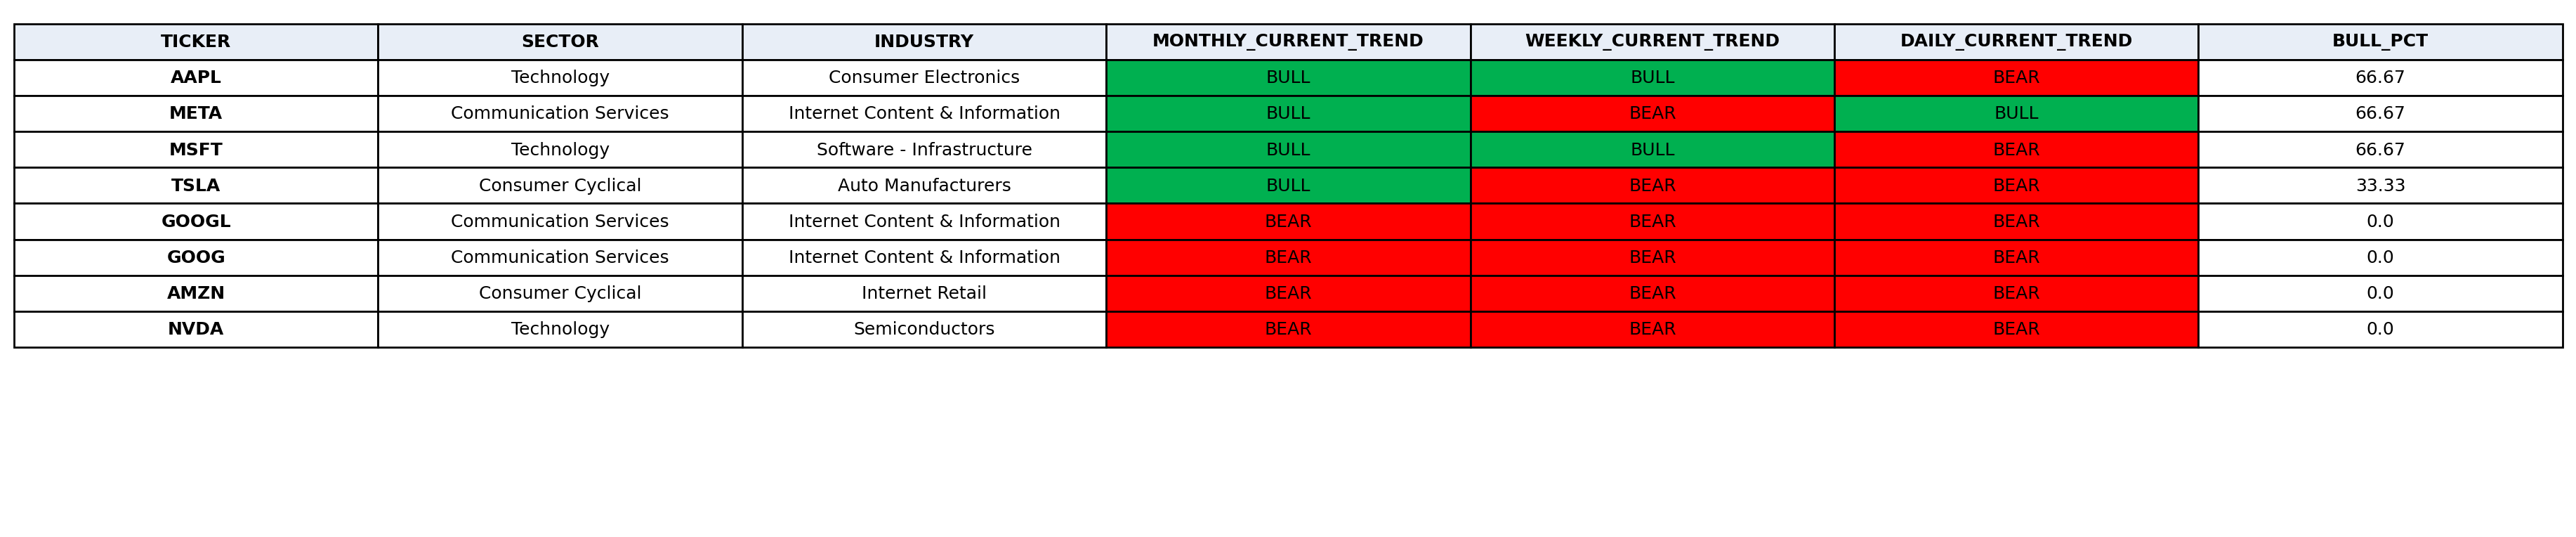 TICKER SECTOR INDUSTRY MONTHLY_CURRENT_TREND WEEKLY_CURRENT_TREND DAILY_CURRENT_TREND BULL_PCT
AAPL Technology Consumer Electronics BULL BULL BEAR 66.67
META Communication Services Internet Content & Information BULL BEAR BULL 66.67
MSFT Technology Software - Infrastructure BULL BULL BEAR 66.67
TSLA Consumer Cyclical Auto Manufacturers BULL BEAR BEAR 33.33
GOOGL Communication Services Internet Content & Information BEAR BEAR BEAR 0.0
GOOG Communication Services Internet Content & Information BEAR BEAR BEAR 0.0
AMZN Consumer Cyclical Internet Retail BEAR BEAR BEAR 0.0
NVDA Technology Semiconductors BEAR BEAR BEAR 0.0